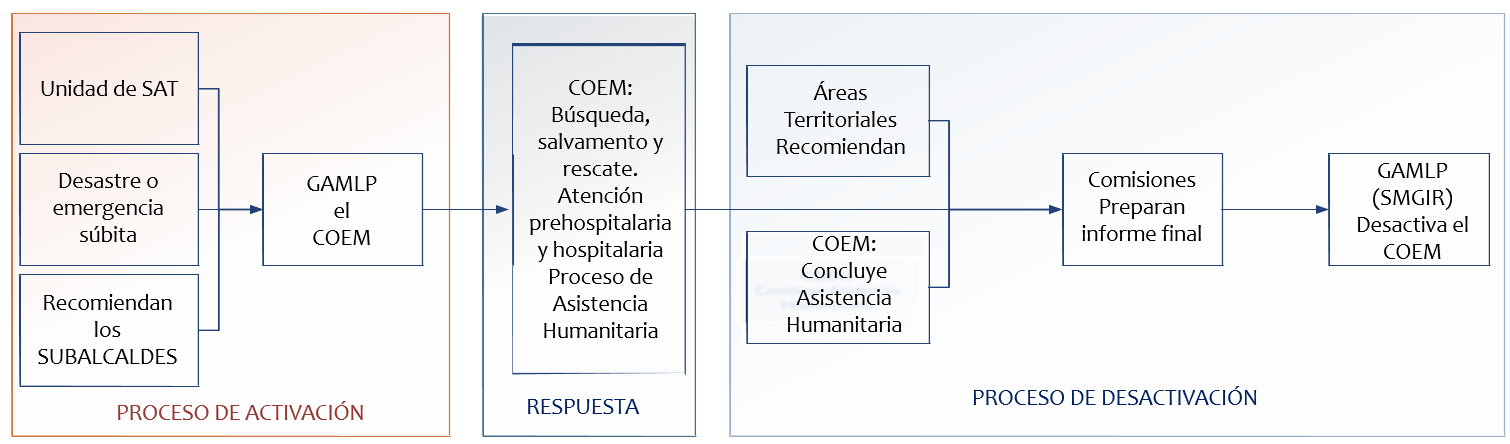 Unidad de SAT
Desastre o
emergencia
súbita
Recomiendan
los
SUBALCALDES
GAMLP
el
COEM
PROCESO DE ACTIVACIÓN
COEM:
Búsqueda,
salvamento y
rescate.
Atención
prehospitalaria
y hospitalaria
Proceso de
Asistencia
Humanitaria
RESPUESTA
Áreas
Territoriales
Recomiendan
COEM:
Concluye
Asistencia
Humanitaria
Comisiones
Preparan
informe final
GAMLP
(SMGIR)
Desactiva el
COEM
PROCESO DE DESACTIVACIÓN